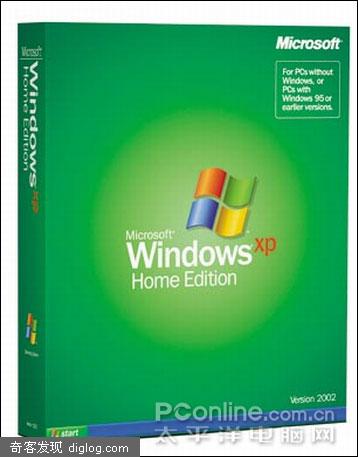 Microsoft®
For PCs without
Windows, or
PCs with
Windows 95 or
earlier versions.
Microsoft®
Windows xp
Home Edition
Microsoft®
Windows xp
Home Edition
Version 2002
start
PConline.com.cn
太平洋电脑网
奇客发现 diglog.com